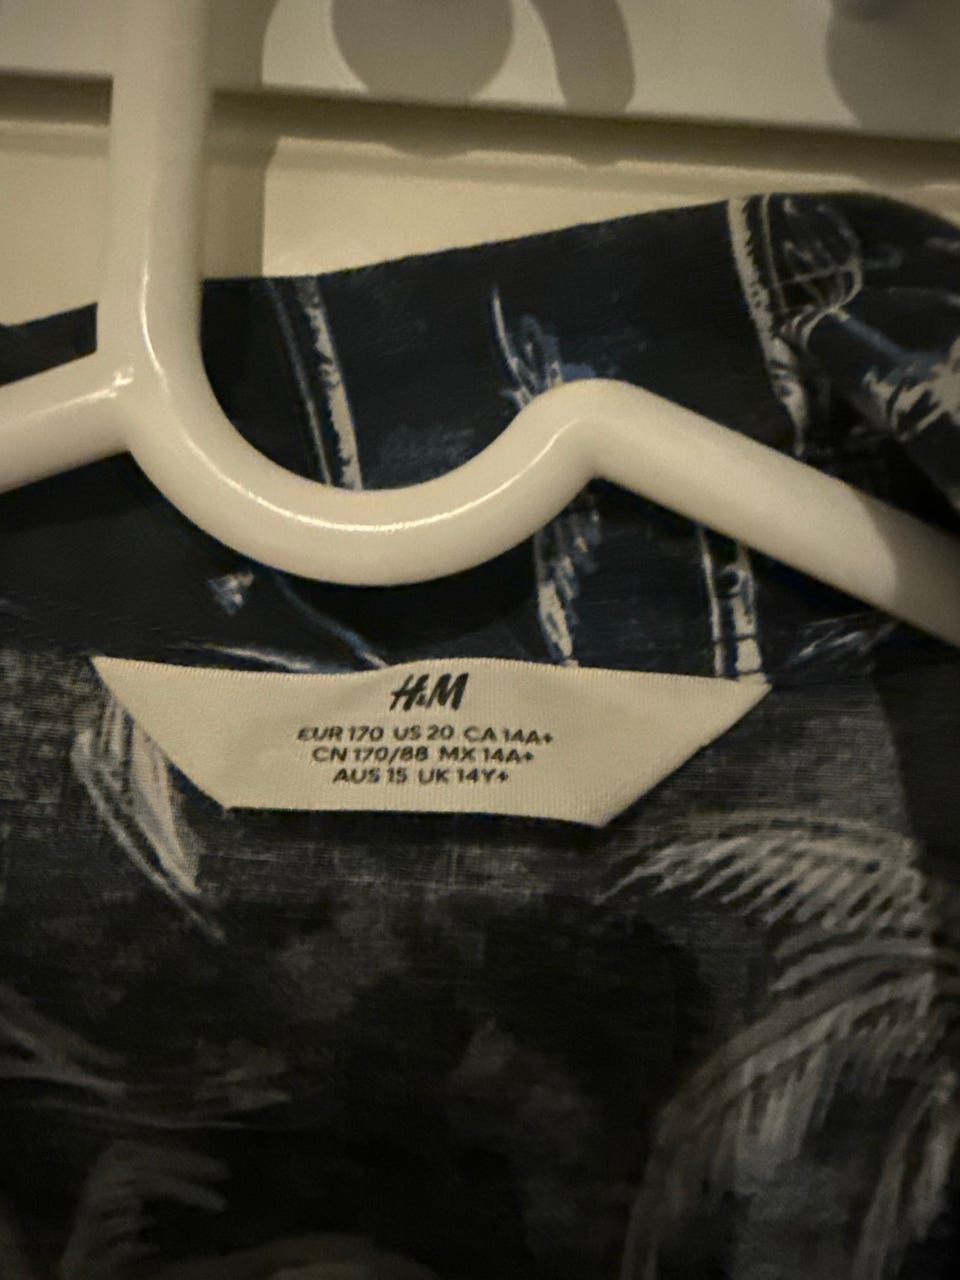 H&M
EUR 170 US 20 CA 14A+
CN 170/88 MX 14A+
AUS 15 UK 14Y+